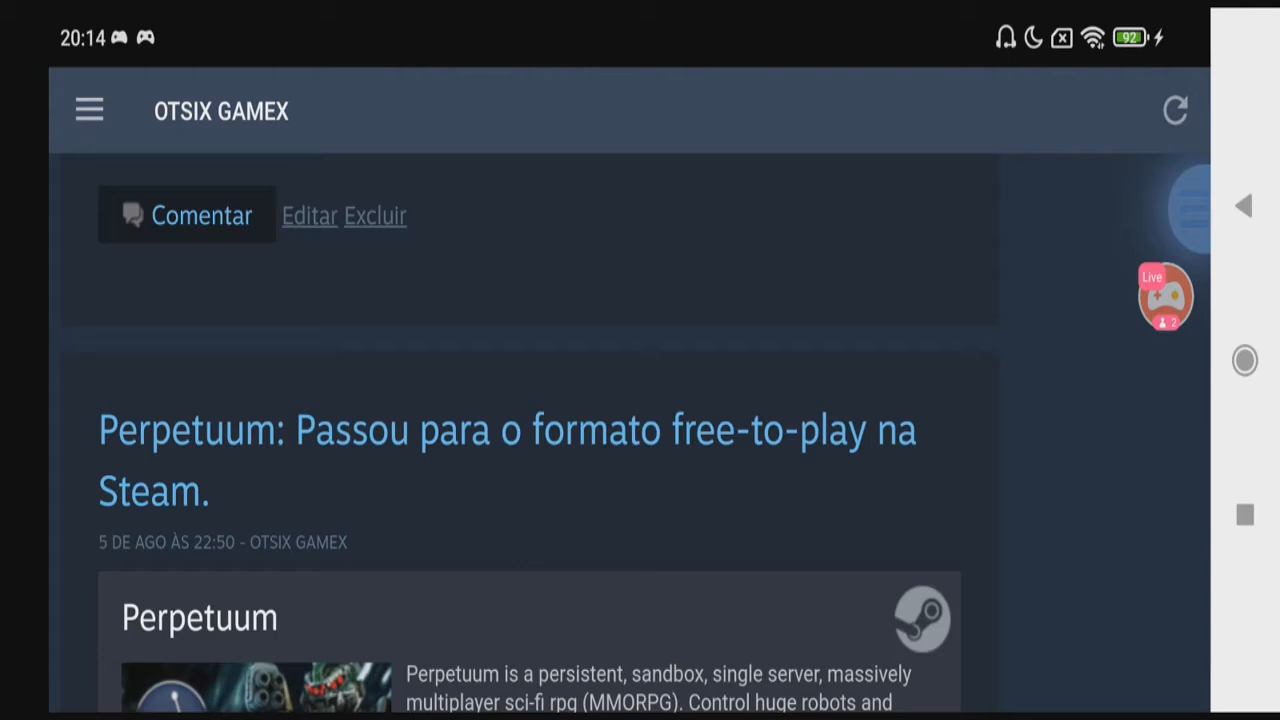 20:14
92
OTSIX GAMEX
Comentar Editar Excluir
Live
2
Perpetuum: Passou para o formato free-to-play na
Steam.
5 DE AGO ÀS 22:50 - OTSIX GAMEX
Perpetuum
Perpetuum is a persistent, sandbox, single server, massively
multiplayer sci-fi rpg (MMORPG). Control huge robots and